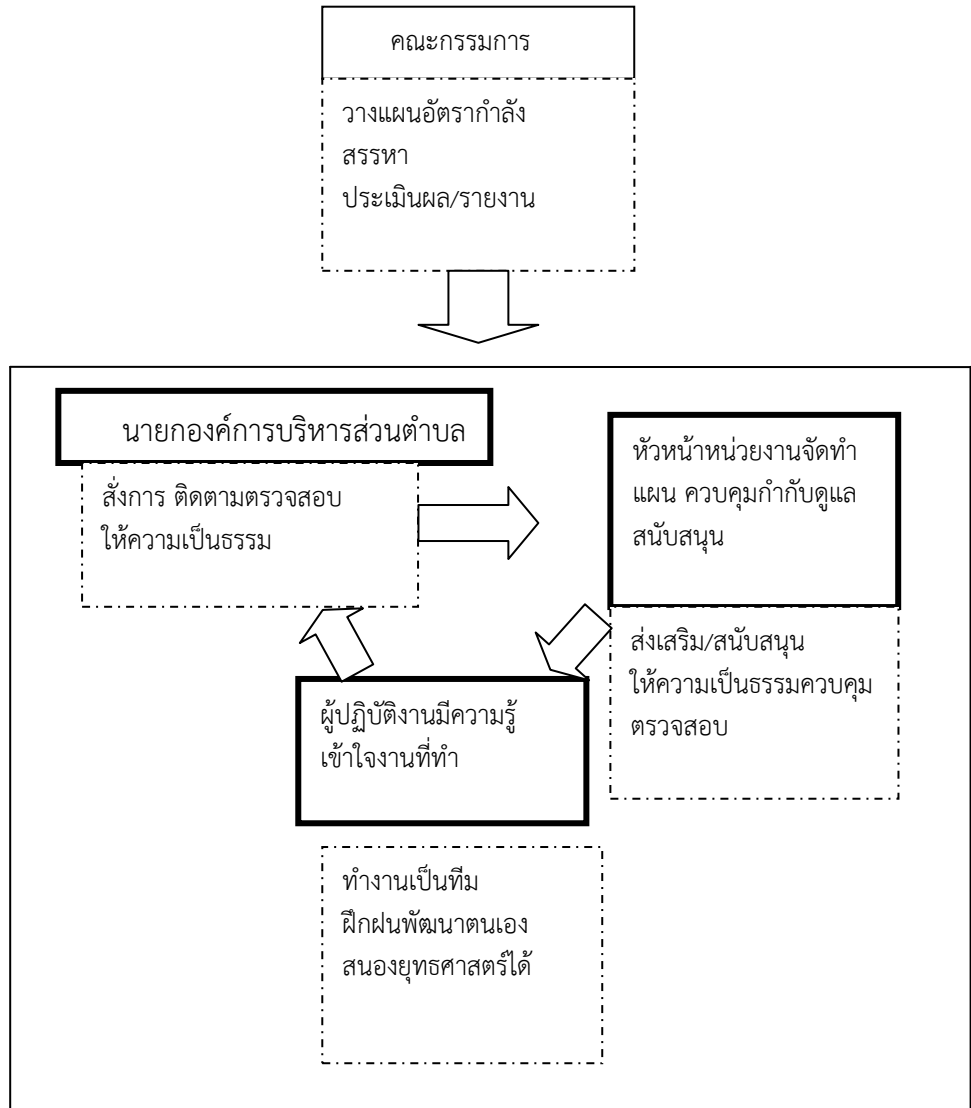 คณะกรรมการ
วางแผนอัตรากำลัง
สรรหา
ประเมินผล/รายงาน
นายกองค์การบริหารส่วนตำบล
สั่งการ ติดตามตรวจสอบ
ให้ความเป็นธรรม
หัวหน้าหน่วยงานจัดทำ
แผน ควบคุมกำกับดูแล
สนับสนุน
ส่งเสริม/สนับสนุน
ให้ความเป็นธรรมควบคุม
ตรวจสอบ
ผู้ปฏิบัติงานมีความรู้
เข้าใจงานที่ทำ
ทำงานเป็นทีม
ฝึกฝนพัฒนาตนเอง
สนองยุทธศาสตร์ได้